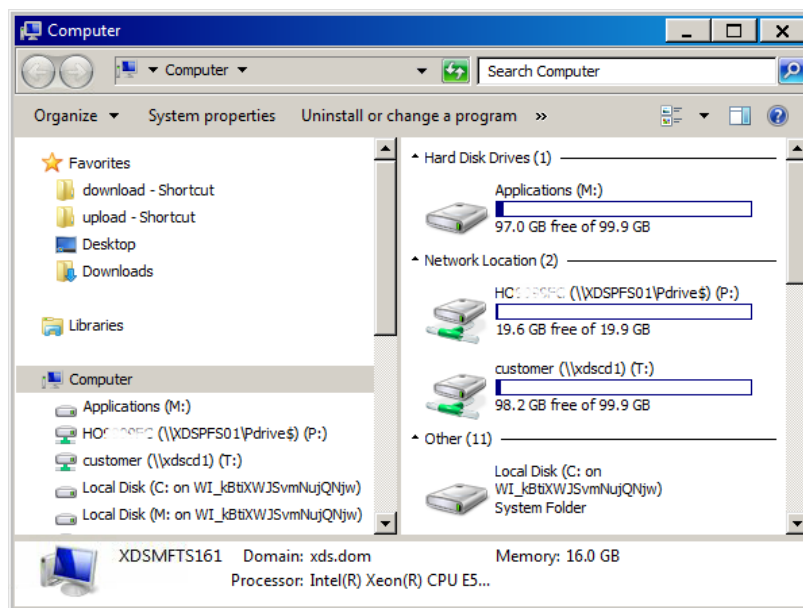 Computer
Computer
Search Computer
Organize System properties Uninstall or change a program »
Favorites
download - Shortcut
upload - Shortcut
Desktop
Downloads
Libraries
Computer
Applications (M:)
(\\XDSPFS01\Pdrive$) (P:)
customer (\\xdscd1) (T:)
Local Disk (C: on WI_kBtiXWJSvmNujQNjw)
Local Disk (M: on WI_kBtiXWJSvmNujQNjw)
Hard Disk Drives (1)
Applications (M:)
97.0 GB free of 99.9 GB
Network Location (2)
(\\XDSPFS01\Pdrive$) (P:)
19.6 GB free of 19.9 GB
customer (\\xdscd1) (T:)
98.2 GB free of 99.9 GB
Other (11)
Local Disk (C: on
WI_kBtiXWJSvmNujQNjw)
System Folder
XDSMFTS161 Domain: xds.dom Memory: 16.0 GB
Processor: Intel(R) Xeon(R) CPU E5...